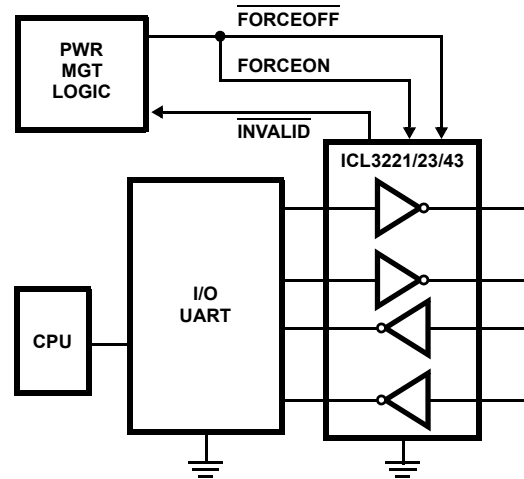 FORCEOFF
PWR
MGT
LOGIC
FORCEON
INVALID
ICL3221/23/43
I/O
UART
CPU